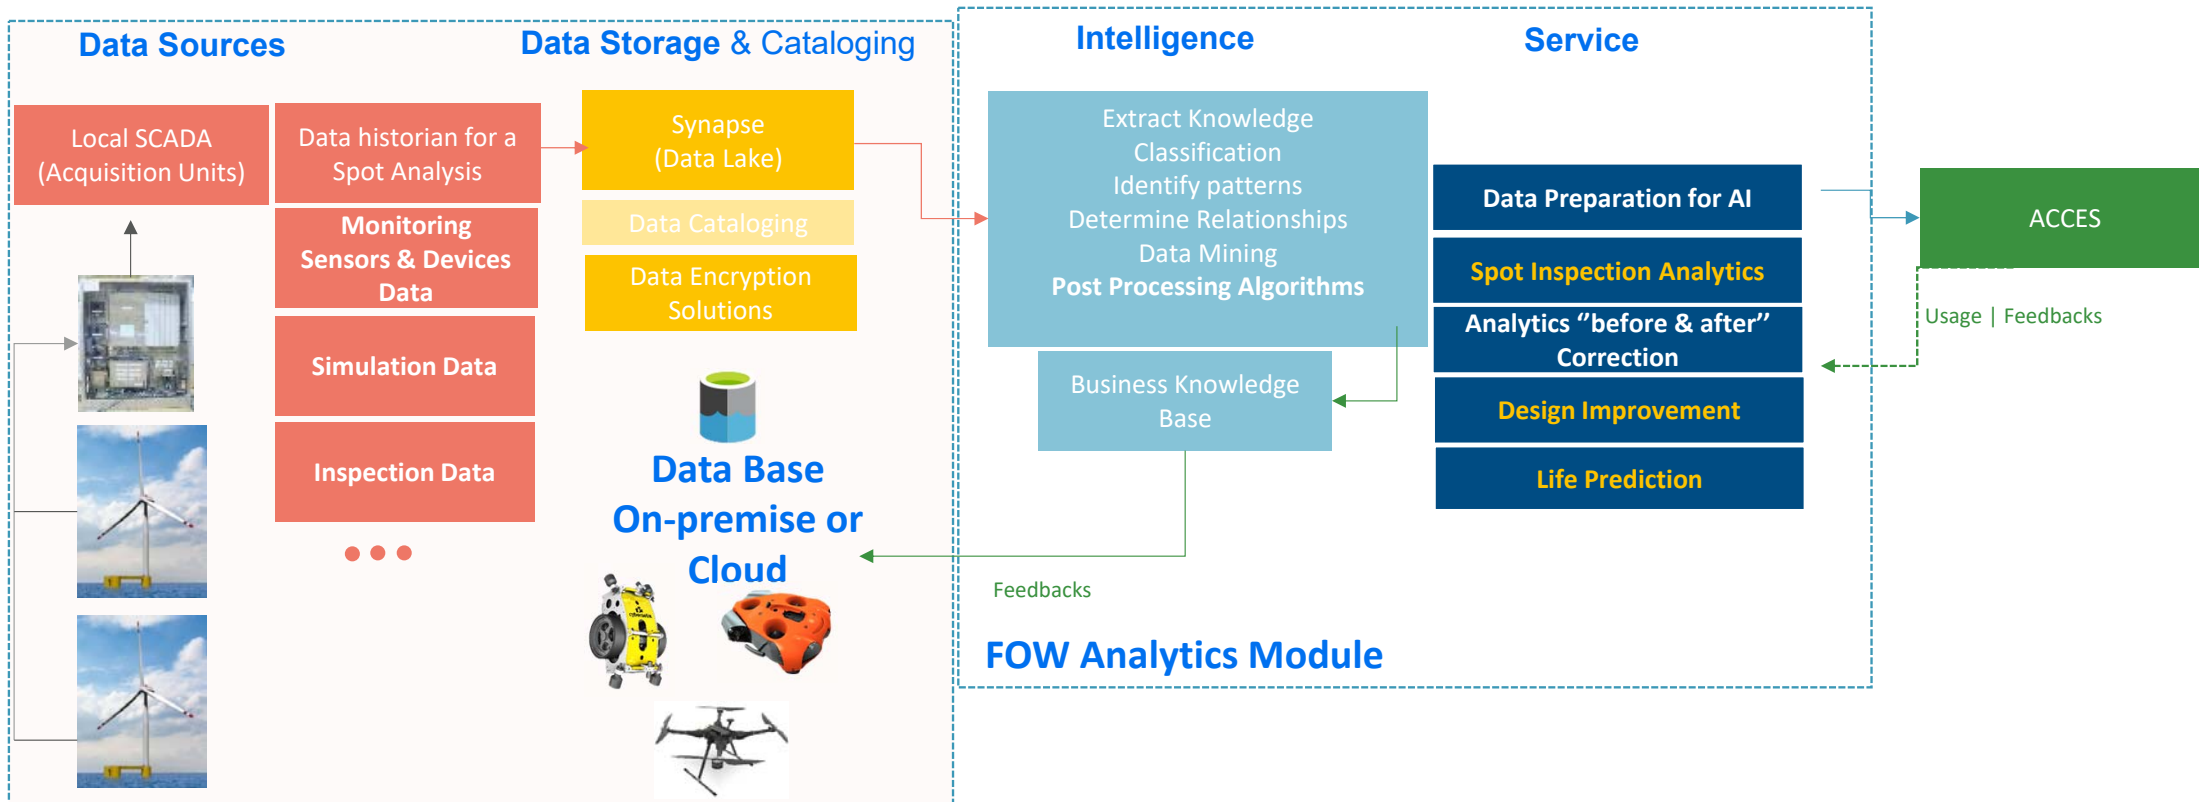 Data Sources
Data Storage & Cataloging
Intelligence
Service
Local SCADA
(Acquisition Units)
Data historian for a
Spot Analysis
Monitoring
Sensors & Devices
Data
Simulation Data
Inspection Data
Synapse
(Data Lake)
Data Cataloging
Data Encryption
Solutions
Data Base
On-premise or
Cloud
Extract Knowledge
Classification
Identify patterns
Determine Relationships
Data Mining
Post Processing Algorithms
Business Knowledge
Base
Feedbacks
FOW Analytics Module
Data Preparation for AI
Spot Inspection Analytics
Analytics ‘’before & after’’
Correction
Design Improvement
Life Prediction
ACCES
Usage | Feedbacks